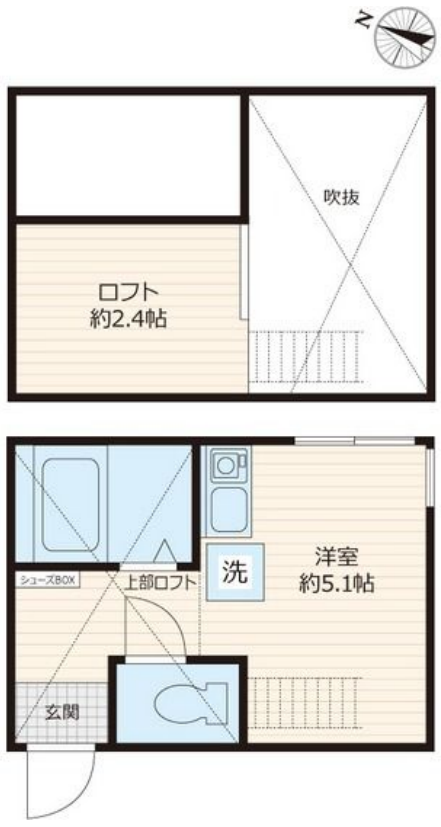 N
吹抜
ロフト
約2.4帖
シューズBOX
上部ロフト
洗
洋室
約5.1帖
玄関